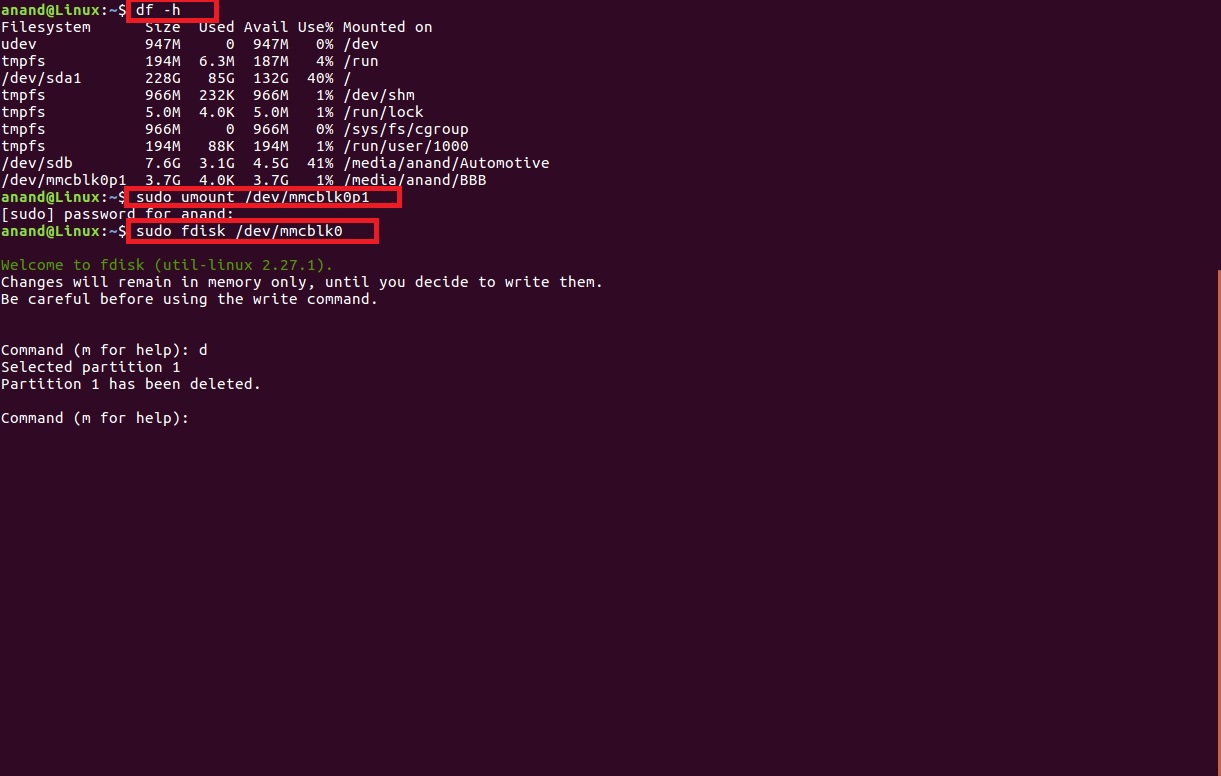 anand@Linux:~$ df -h
Filesystem      Size  Used Avail Use% Mounted on
udev            947M     0  947M   0% /dev
tmpfs           194M  6.3M  187M   4% /run
/dev/sda1       228G   85G  132G  40% /
tmpfs           966M  232K  966M   1% /dev/shm
tmpfs           5.0M  4.0K  5.0M   1% /run/lock
tmpfs           966M     0  966M   0% /sys/fs/cgroup
tmpfs           194M   88K  194M   1% /run/user/1000
/dev/sdb        7.6G  3.1G  4.5G  41% /media/anand/Automotive
/dev/mmcblk0p1  3.7G  4.0K  3.7G   1% /media/anand/BBB
anand@Linux:~$ sudo umount /dev/mmcblk0p1
[sudo] password for anand:
anand@Linux:~$ sudo fdisk /dev/mmcblk0
Welcome to fdisk (util-linux 2.27.1).
Changes will remain in memory only, until you decide to write them.
Be careful before using the write command.
Command (m for help): d
Selected partition 1
Partition 1 has been deleted.
Command (m for help):